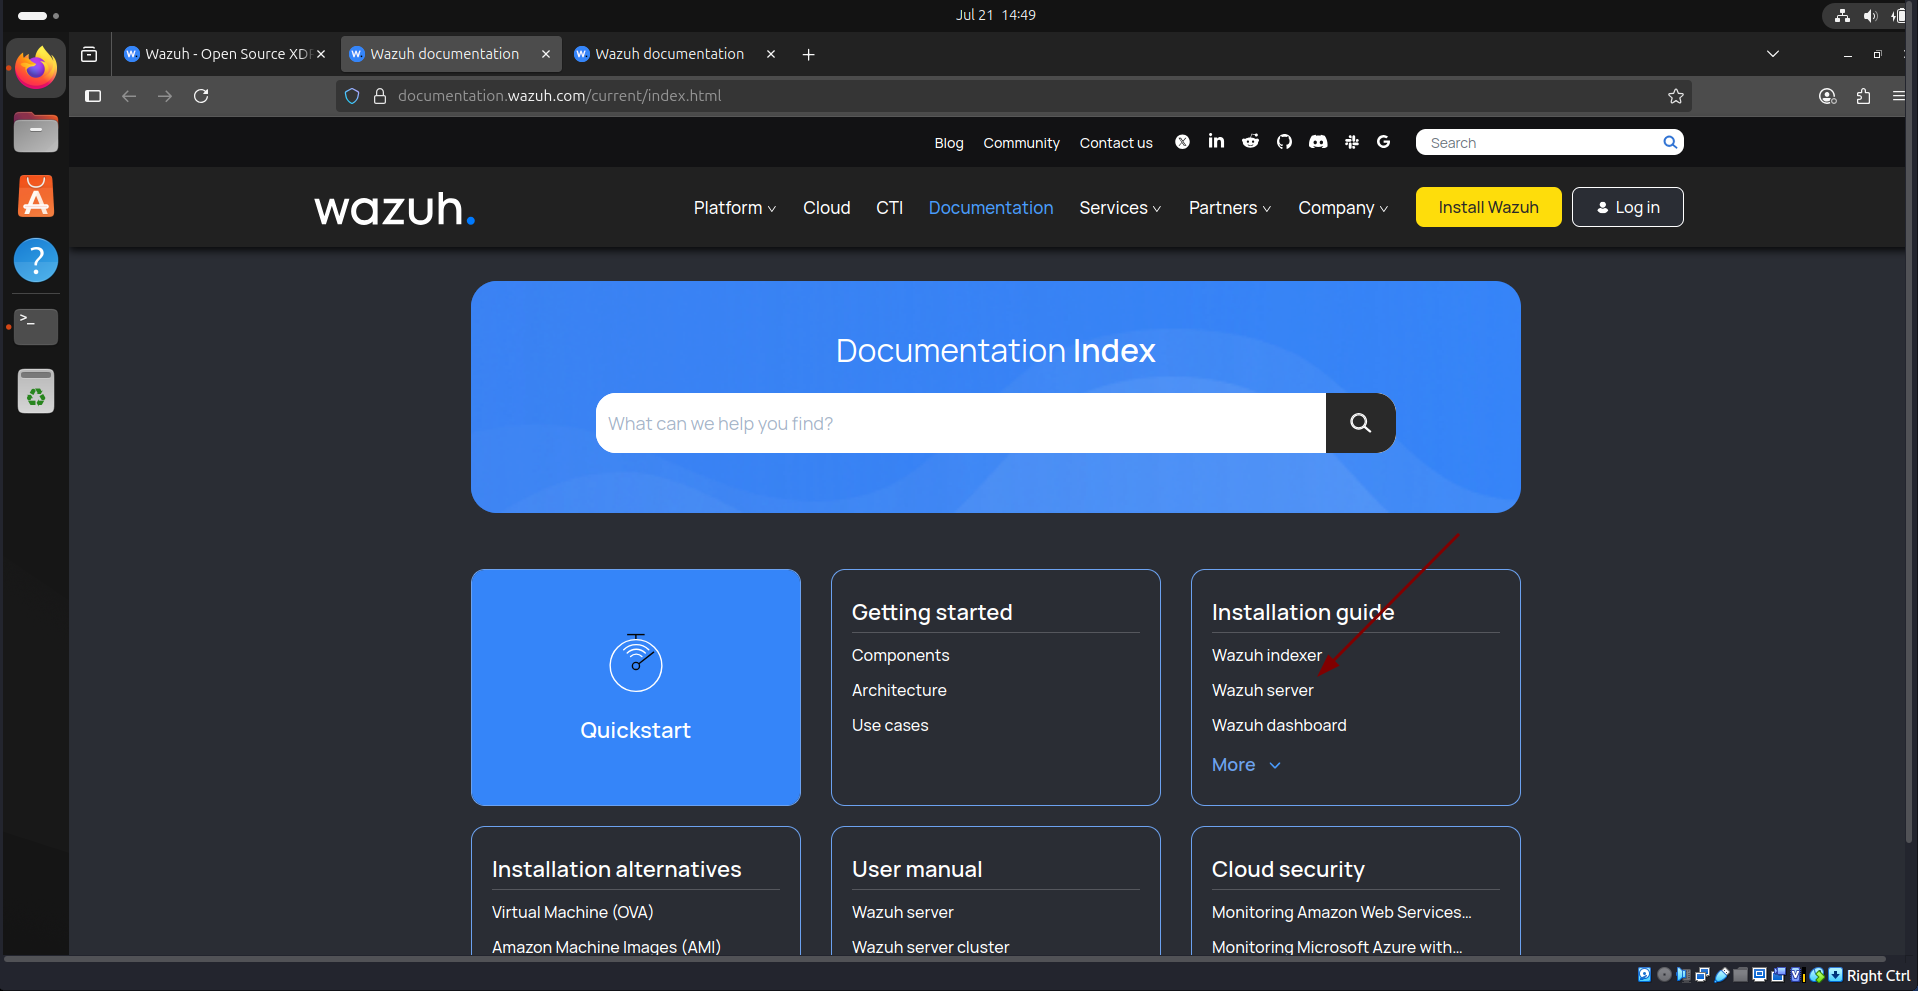 Jul 21 14:49
Wazuh - Open Source XD
Wazuh documentation
Wazuh documentation
documentation.wazuh.com/current/index.html
Blog Community Contact us
Search
wazuh.
Platform Cloud CTI Documentation Services Partners Company Install Wazuh Log in
Documentation Index
What can we help you find?
Quickstart
Getting started
Components
Architecture
Use cases
Installation guide
Wazuh indexer
Wazuh server
Wazuh dashboard
More
Installation alternatives
Virtual Machine (OVA)
Amazon Machine Images (AMI)
User manual
Wazuh server
Wazuh server cluster
Cloud security
Monitoring Amazon Web Services...
Monitoring Microsoft Azure with...
Right Ctrl